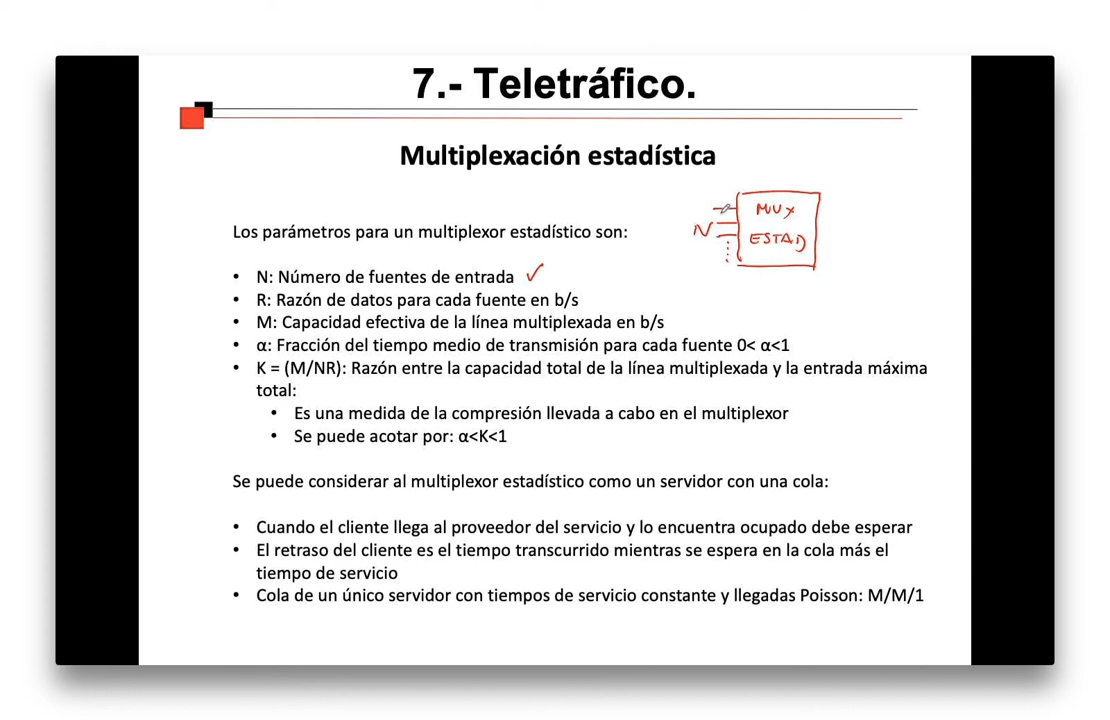 7.- Teletráfico.
Multiplexación estadística
MUX
ESTAD
N
Los parámetros para un multiplexor estadístico son:
• N: Número de fuentes de entrada ✓
• R: Razón de datos para cada fuente en b/s
• M: Capacidad efectiva de la línea multiplexada en b/s
• α: Fracción del tiempo medio de transmisión para cada fuente 0< α<1
• K = (M/NR): Razón entre la capacidad total de la línea multiplexada y la entrada máxima
total:
• Es una medida de la compresión llevada a cabo en el multiplexor
• Se puede acotar por: α<K<1
Se puede considerar al multiplexor estadístico como un servidor con una cola:
• Cuando el cliente llega al proveedor del servicio y lo encuentra ocupado debe esperar
• El retraso del cliente es el tiempo transcurrido mientras se espera en la cola más el
tiempo de servicio
• Cola de un único servidor con tiempos de servicio constante y llegadas Poisson: M/M/1